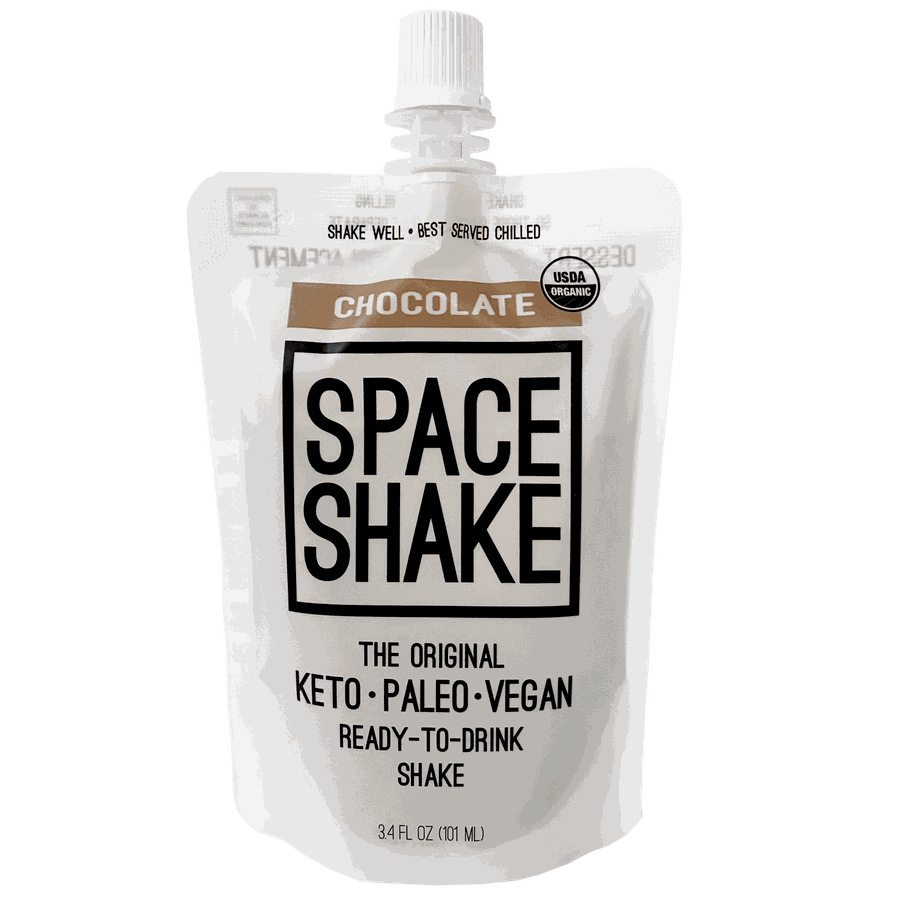 SHAKE WELL • BEST SERVED CHILLED
CHOCOLATE
USDA
ORGANIC
SPACE
SHAKE
THE ORIGINAL
KETO • PALEO • VEGAN
READY-TO-DRINK
SHAKE
3.4 FL OZ (101 ML)